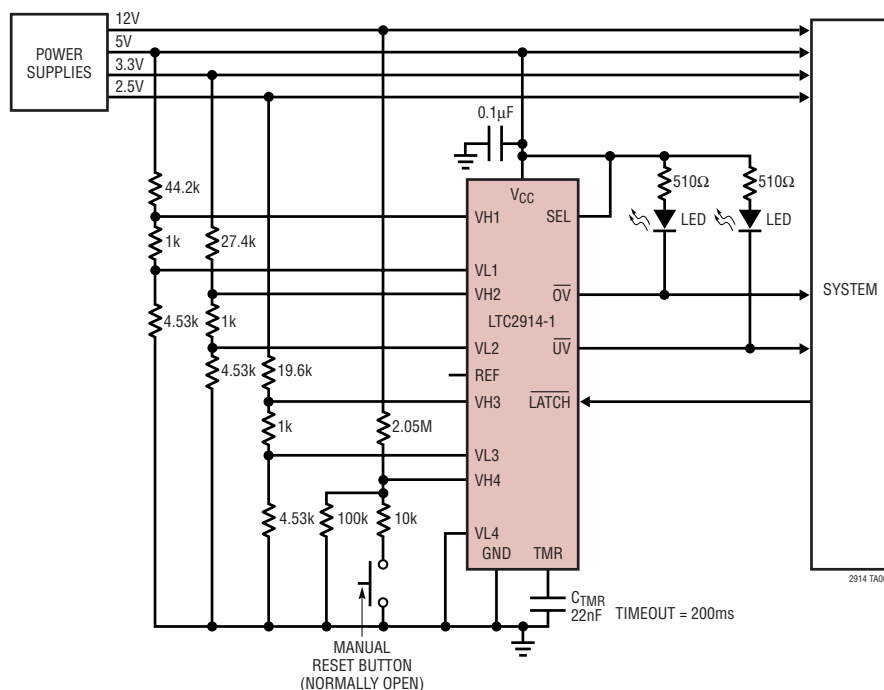 POWER
SUPPLIES
12V
5V
3.3V
2.5V
SYSTEM
0.1µF
44.2k
1k
4.53k
27.4k
1k
4.53k
19.6k
1k
4.53k
2.05M
100k
10k
VCC
SEL
VH1
VL1
VH2
VL2
REF
VH3
VL3
VH4
VL4
GND
TMR
LTC2914-1
O̅V̅
U̅V̅
L̅A̅T̅C̅H̅
510Ω
LED
510Ω
LED
CTMR
22nF
TIMEOUT = 200ms
MANUAL
RESET BUTTON
(NORMALLY OPEN)